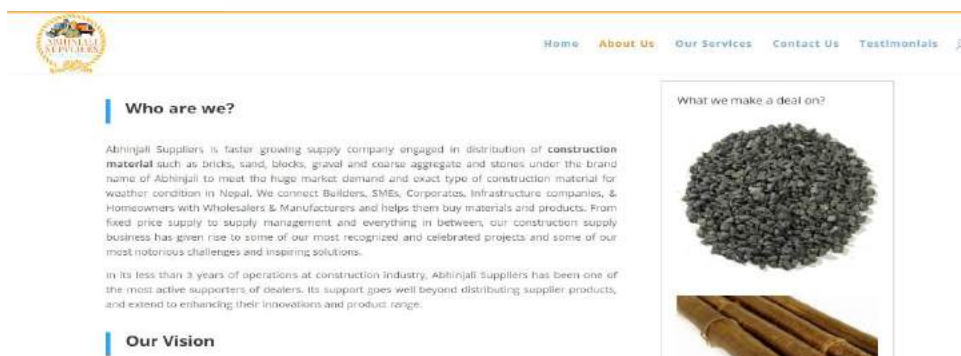 ABHINJALI
SUPPLIERS
Home About Us Our Services Contact Us Testimonials
Who are we?
Abhinjali Suppliers is faster growing supply company engaged in distribution of construction
material such as bricks, sand, blocks, gravel and coarse aggregate and stones under the brand
name of Abhinjali to meet the huge market demand and exact type of construction material for
weather condition in Nepal. We connect Builders, SMEs, Corporates, Infrastructure companies, &
Homeowners with Wholesalers & Manufacturers and helps them buy materials and products. From
fixed price supply to supply management and everything in between, our construction supply
business has given rise to some of our most recognized and celebrated projects and some of our
most notorious challenges and inspiring solutions.
In its less than 3 years of operations at construction industry, Abhinjali Suppliers has been one of
the most active supporters of dealers. Its support goes well beyond distributing supplier products,
and extend to enhancing their innovations and product range.
Our Vision
What we make a deal on?